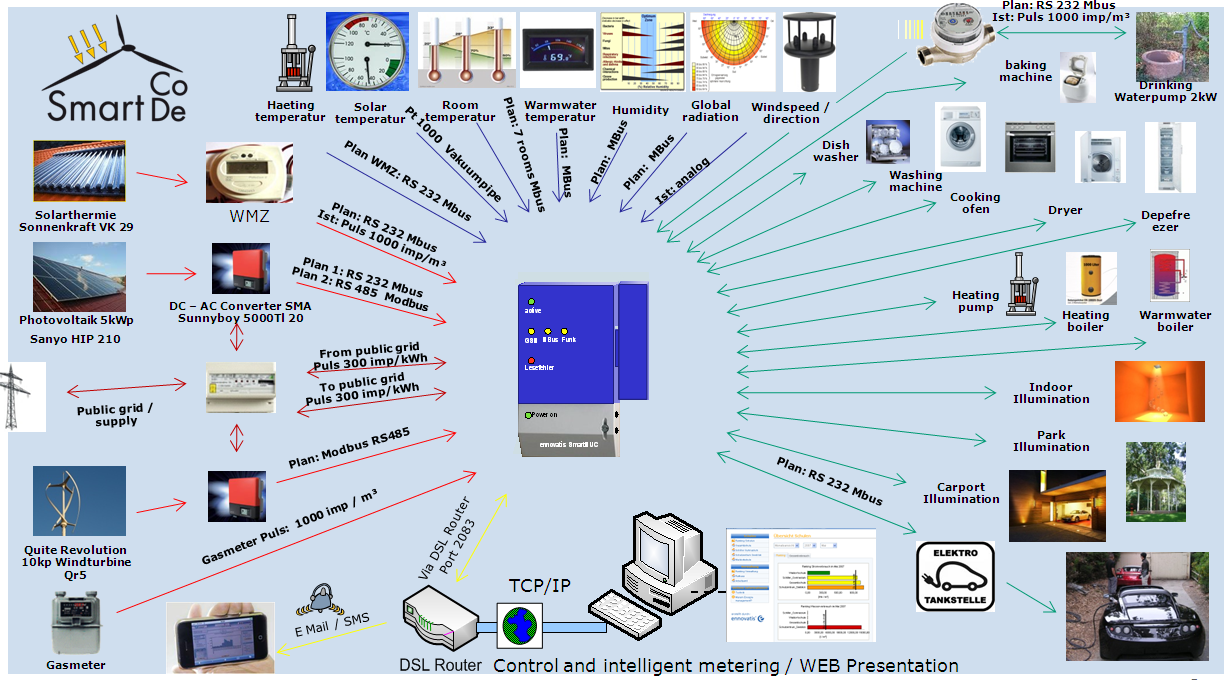 Smart
Co
De
Haeting
temperatur
Solar
temperatur
Room
temperatur
Warmwater
temperatur
Humidity
Global
radiation
Windspeed /
direction
Plan: RS 232 Mbus
Ist: Puls 1000 imp/m³
Drinking
Waterpump 2kW
baking
machine
Dish
washer
Washing
machine
Cooking
ofen
Dryer
Depefre
ezer
Plan WMZ: RS 232 Mbus
Pt 1000 Vakuumpipe
Plan: 7 rooms Mbus
Plan: MBus
Plan: MBus
Plan: MBus
Ist: analog
Solarthermie
Sonnenkraft VK 29
WMZ
Plan: RS 232 Mbus
Ist: Puls 1000 imp/m³
Photovoltaik 5kWp
Sanyo HIP 210
DC – AC Converter SMA
Sunnyboy 5000Tl 20
Plan 1: RS 232 Mbus
Plan 2: RS 485 Modbus
From public grid
Puls 300 imp/kWh
To public grid
Puls 300 imp/kWh
Public grid /
supply
Plan: Modbus RS485
Quite Revolution
10kp Windturbine
Qr5
Gasmeter Puls: 1000 imp / m³
Gasmeter
active
GSM MBus Funk
Lesefehler
Power on
ennovatis Smart
Heating
pump
Heating
boiler
Warmwater
boiler
Indoor
Illumination
Park
Illumination
Carport
Illumination
Plan: RS 232 Mbus
ELEKTRO
TANKSTELLE
Via DSL Router
Port 2083
TCP/IP
E Mail / SMS
DSL Router
ennovatis
Control and intelligent metering / WEB Presentation